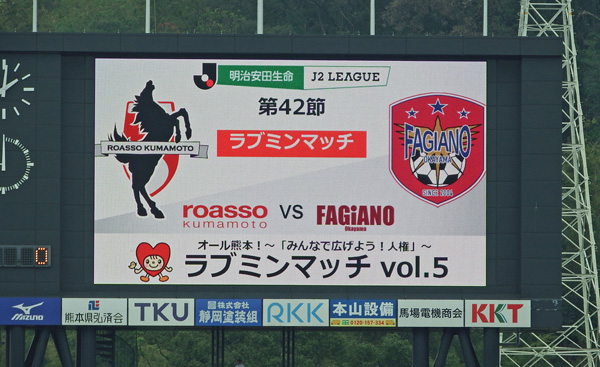 明治安田生命 J2 LEAGUE
第42節
ラブミンマッチ
ROASSO KUMAMOTO
FAGIANO
OKAYAMA
SINCE 2004
roasso
kumamoto
VS
FAGiANO
Okayama
オール熊本!～「みんなで広げよう!人権」～
ラブミンマッチ vol.5
0
MIZUNO
熊本県弘済会
TKU
株式会社
静岡塗装組
RKK
本山設備
0120-157-334
馬場電機商会
KKT